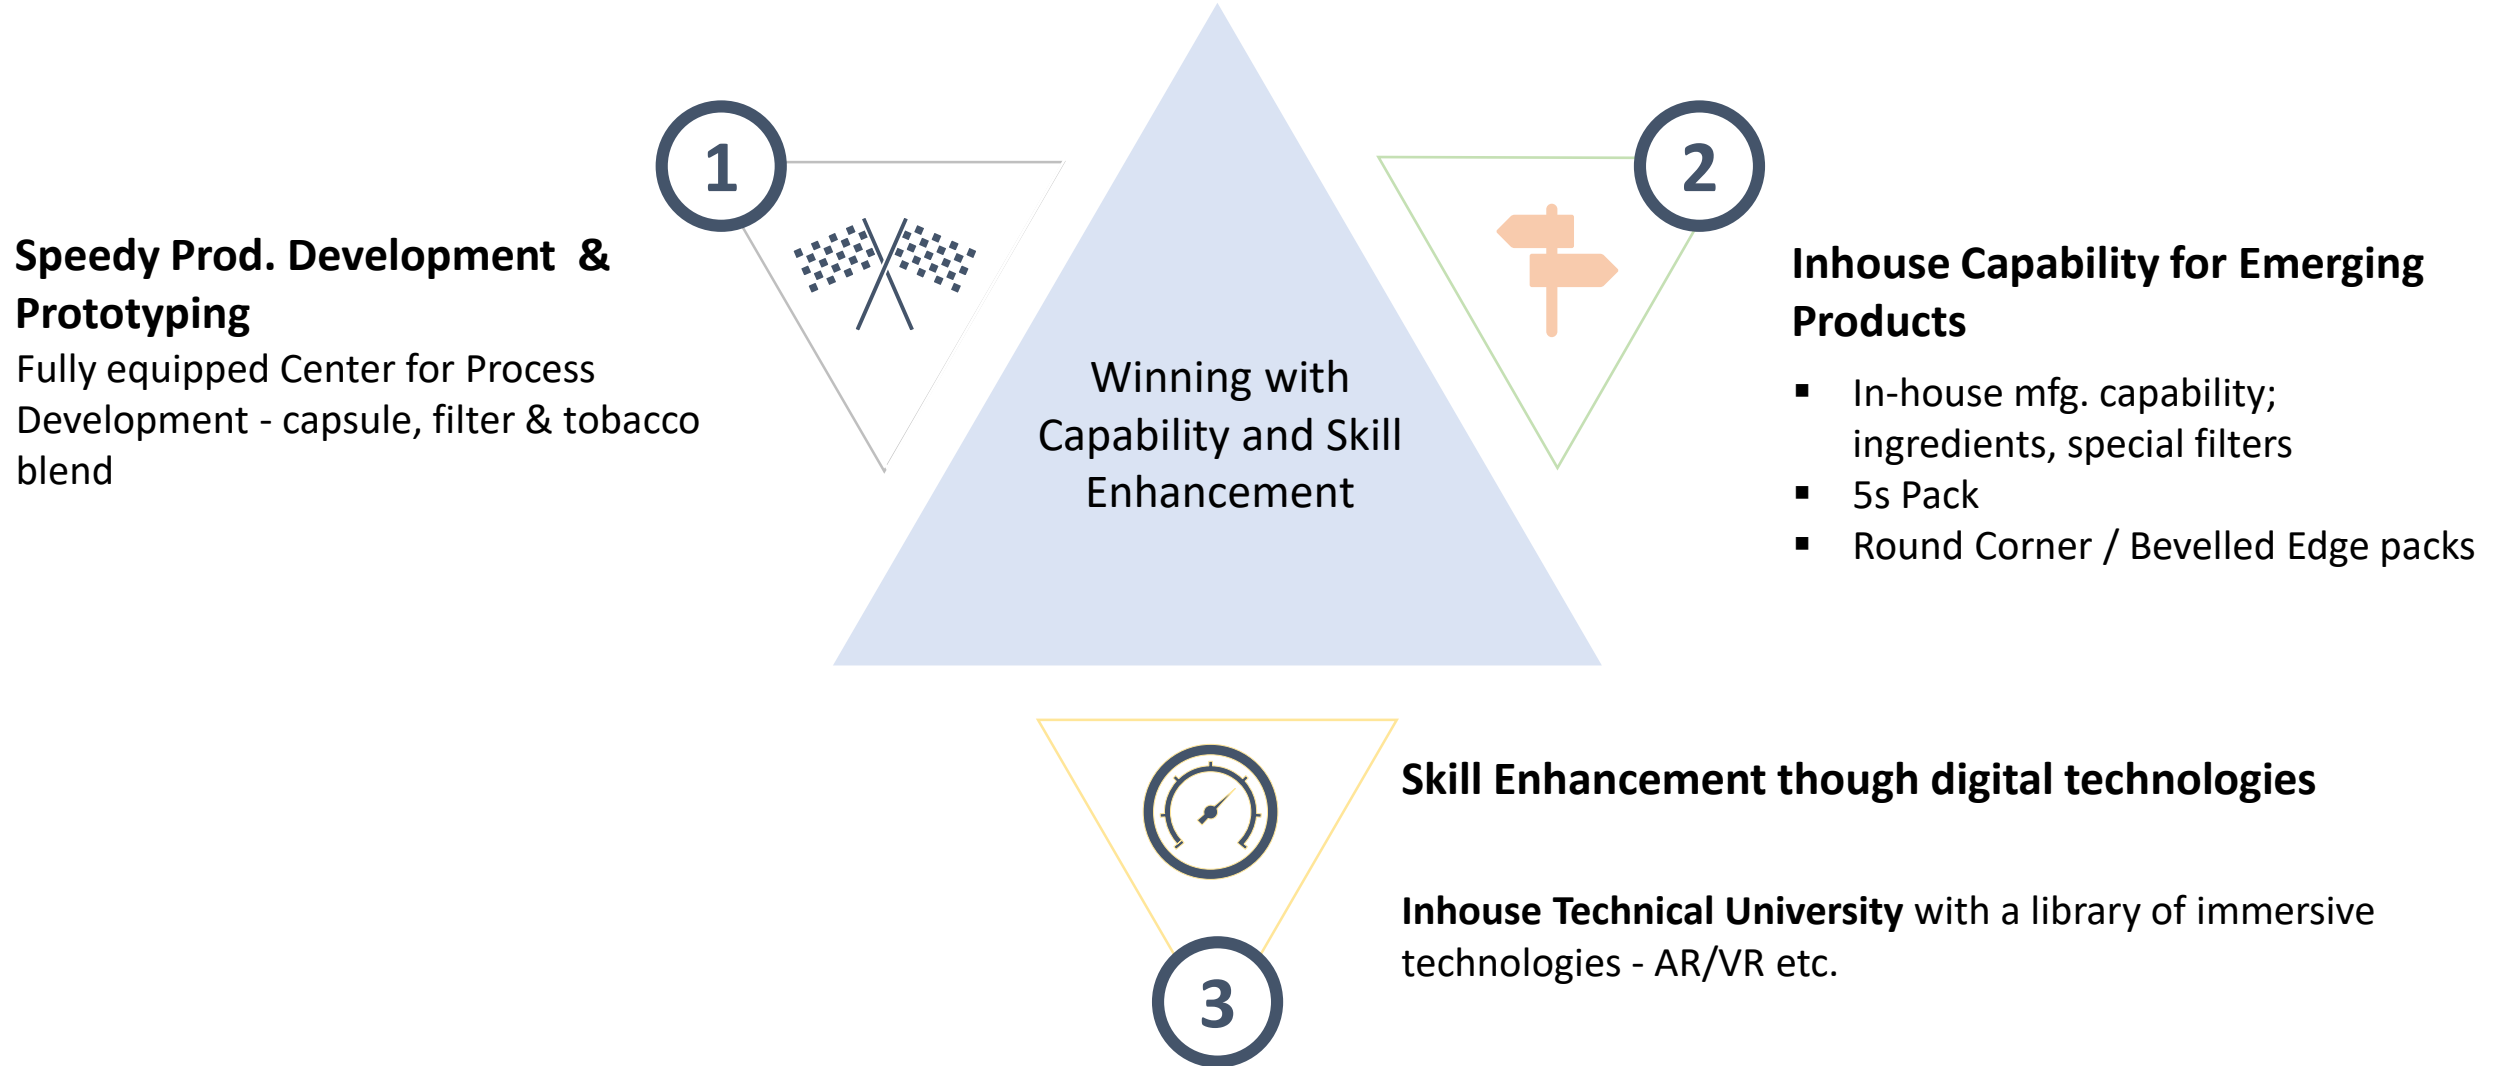 1
Speedy Prod. Development & 
Prototyping
Fully equipped Center for Process
Development - capsule, filter & tobacco
blend
Winning with
Capability and Skill
Enhancement
2
Inhouse Capability for Emerging
Products
▪ In-house mfg. capability;
ingredients, special filters
▪ 5s Pack
▪ Round Corner / Bevelled Edge packs
Skill Enhancement though digital technologies
Inhouse Technical University with a library of immersive
technologies - AR/VR etc.
3